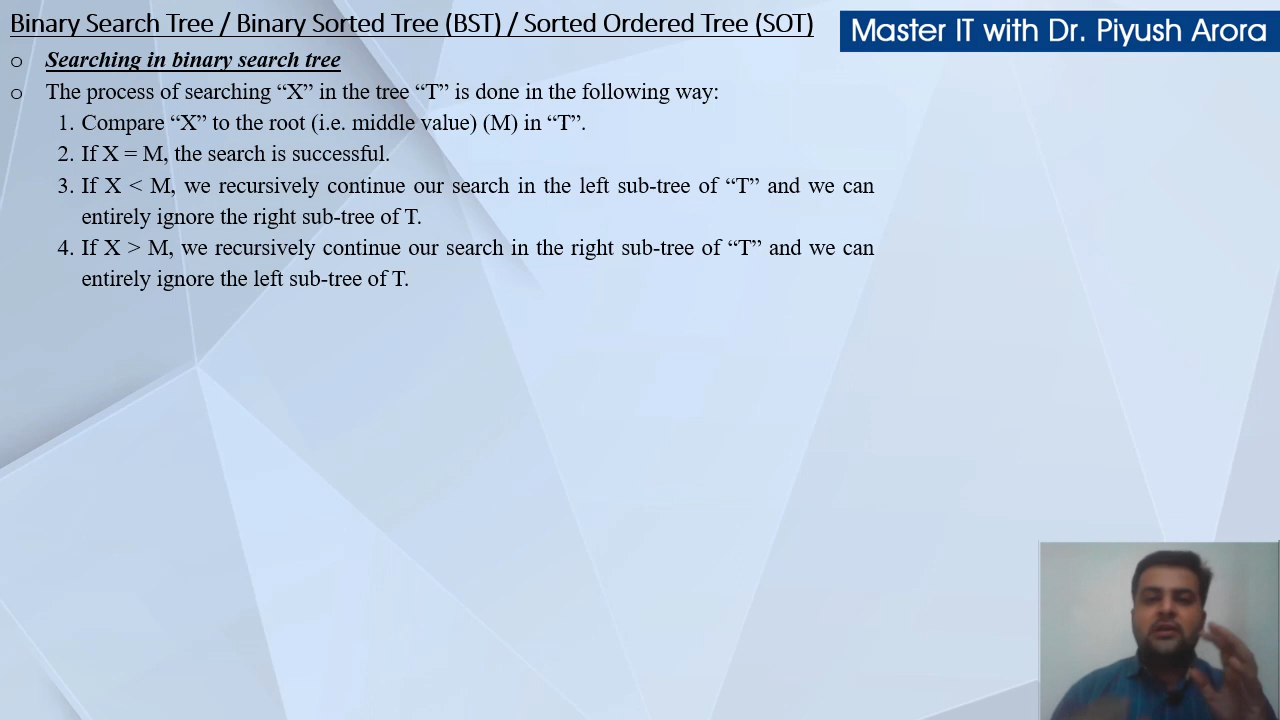 Binary Search Tree / Binary Sorted Tree (BST) / Sorted Ordered Tree (SOT)
Master IT with Dr. Piyush Arora
o Searching in binary search tree
o The process of searching “X” in the tree “T” is done in the following way:
1. Compare “X” to the root (i.e. middle value) (M) in “T”.
2. If X = M, the search is successful.
3. If X < M, we recursively continue our search in the left sub-tree of “T” and we can
entirely ignore the right sub-tree of T.
4. If X > M, we recursively continue our search in the right sub-tree of “T” and we can
entirely ignore the left sub-tree of T.